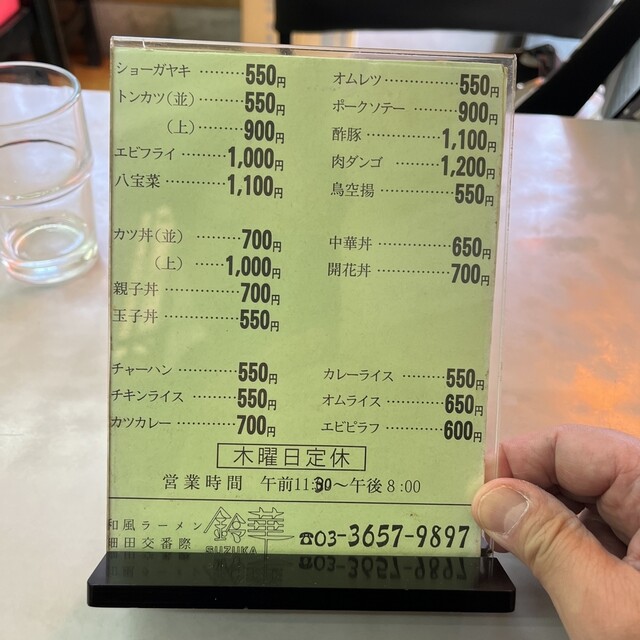 ショーガヤキ………550円
トンカツ(並)………550円
(上)………900円
エビフライ………1,000円
八宝菜…………1,100円
カツ丼(並)………700円
(上)……1,000円
親子丼…………700円
玉子丼…………550円
チャーハン………550円
チキンライス……550円
カツカレー………700円
オムレツ…………550円
ポークソテー………900円
酢豚…………1,100円
肉ダンゴ………1,200円
鳥空揚…………550円
中華丼…………650円
開花丼…………700円
カレーライス………550円
オムライス………650円
エビピラフ………600円
木曜日定休
営業時間 午前11:30〜午後8:00
和風ラーメン
細田交番際
鈴華
SUZUKA
☎03-3657-9897